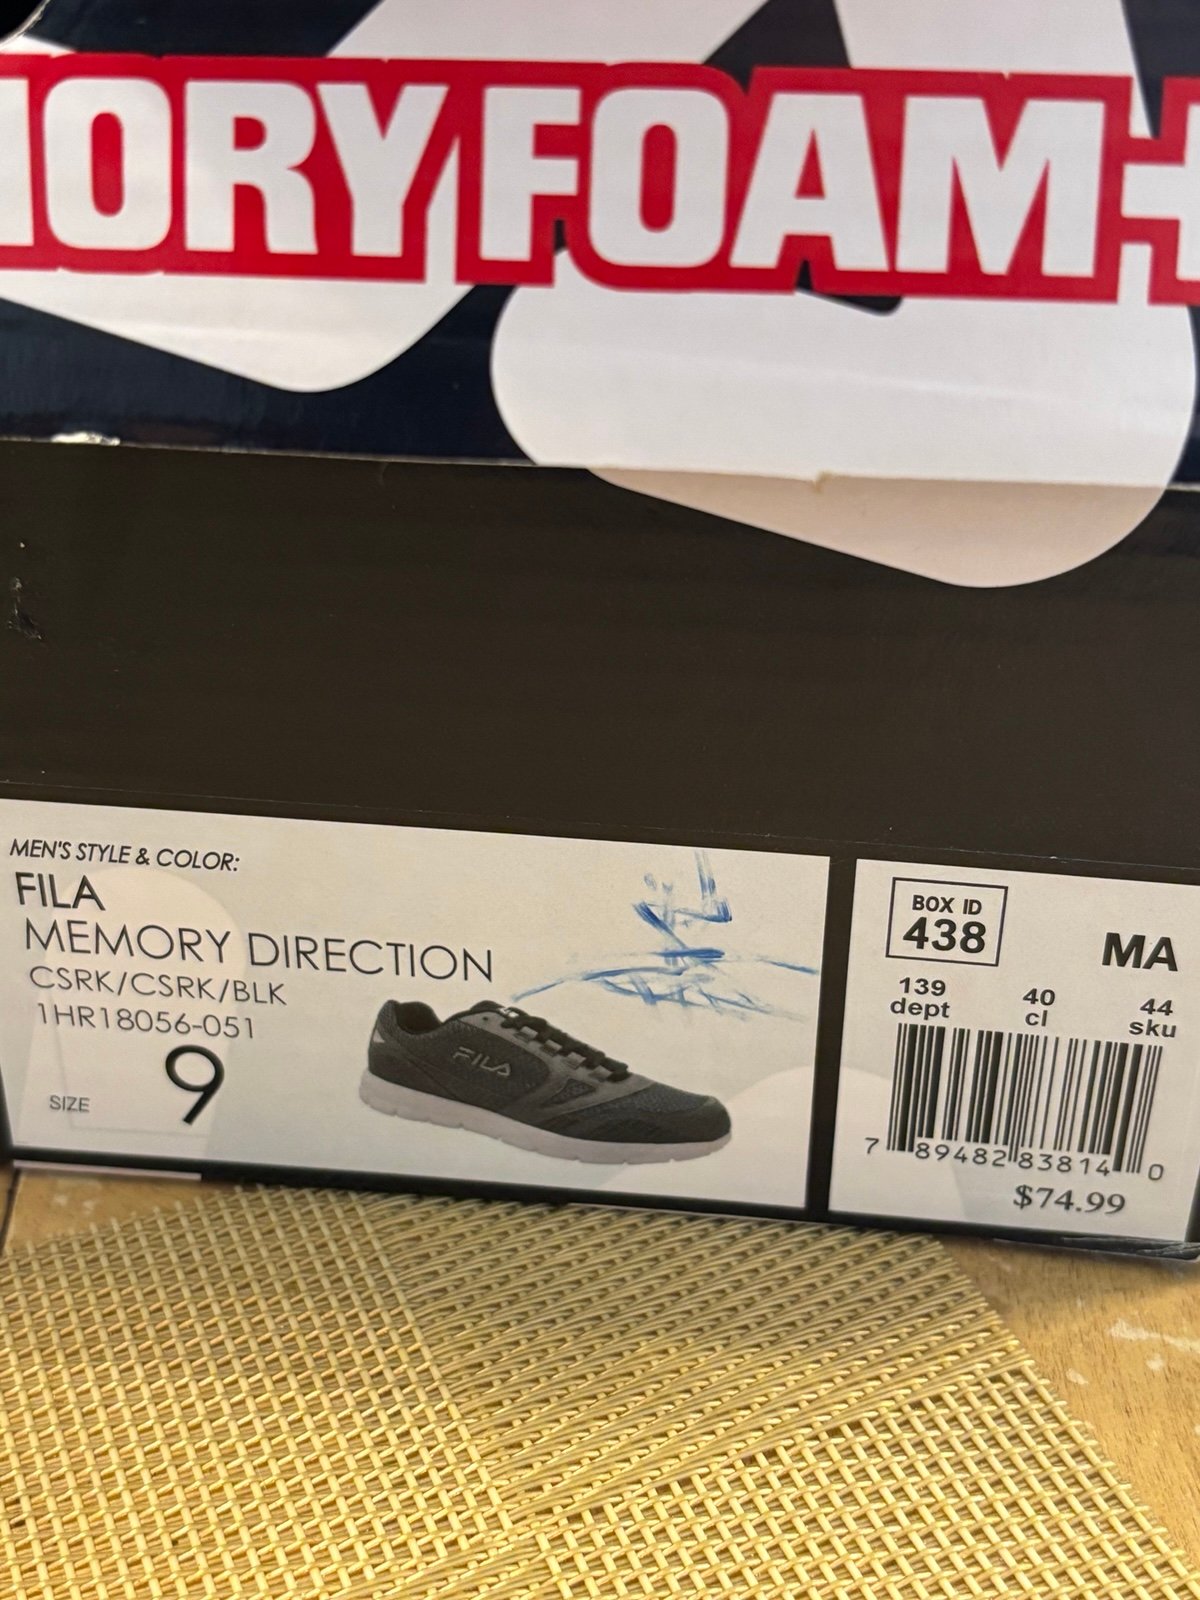 MORY FOAM+
MEN'S STYLE & COLOR:
FILA
MEMORY DIRECTION
CSRK/CSRK/BLK
1HR18056-051
SIZE 9
FILA
BOX ID
438
MA
139 dept
40 cl
44 sku
7 89482 83814 0
$74.99